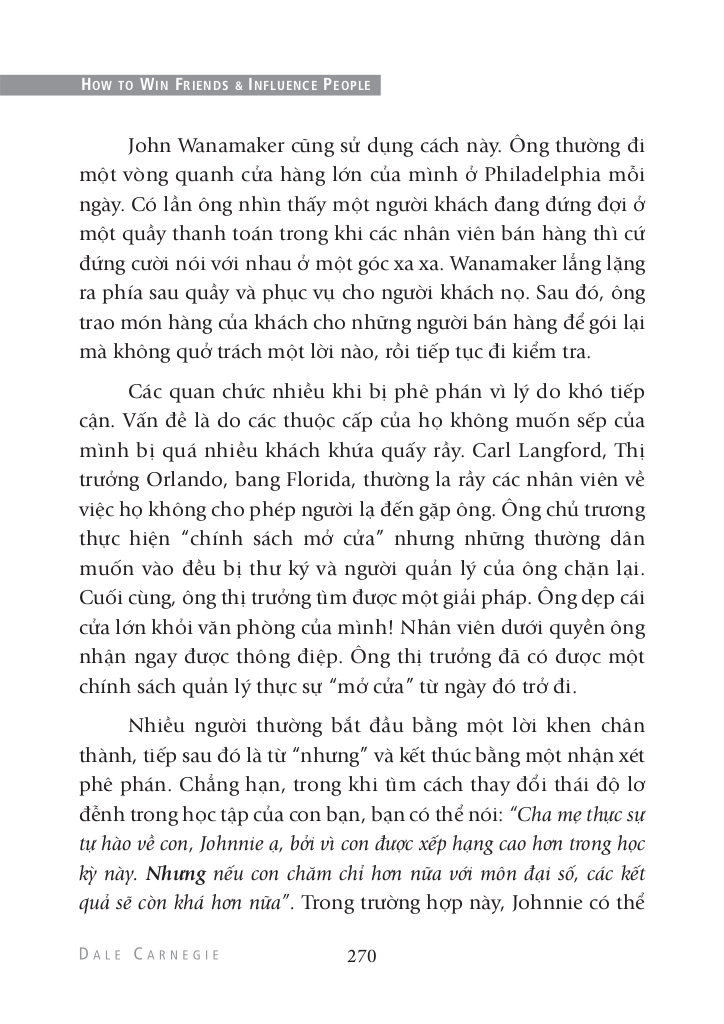 HOW TO WIN FRIENDS & INFLUENCE PEOPLE
John Wanamaker cũng sử dụng cách này. Ông thường đi
một vòng quanh cửa hàng lớn của mình ở Philadelphia mỗi
ngày. Có lần ông nhìn thấy một người khách đang đứng đợi ở
một quầy thanh toán trong khi các nhân viên bán hàng thì cứ
đứng cười nói với nhau ở một góc xa xa. Wanamaker lẳng lặng
ra phía sau quầy và phục vụ cho người khách nọ. Sau đó, ông
trao món hàng của khách cho những người bán hàng để gói lại
mà không quở trách một lời nào, rồi tiếp tục đi kiểm tra.
Các quan chức nhiều khi bị phê phán vì lý do khó tiếp
cận. Vấn đề là do các thuộc cấp của họ không muốn sếp của
mình bị quá nhiều khách khứa quấy rầy. Carl Langford, Thị
trưởng Orlando, bang Florida, thường la rầy các nhân viên về
việc họ không cho phép người lạ đến gặp ông. Ông chủ trương
thực hiện “chính sách mở cửa” nhưng những thường dân
muốn vào đều bị thư ký và người quản lý của ông chặn lại.
Cuối cùng, ông thị trưởng tìm được một giải pháp. Ông dẹp cái
cửa lớn khỏi văn phòng của mình! Nhân viên dưới quyền ông
nhận ngay được thông điệp. Ông thị trưởng đã có được một
chính sách quản lý thực sự “mở cửa” từ ngày đó trở đi.
Nhiều người thường bắt đầu bằng một lời khen chân
thành, tiếp sau đó là từ “nhưng” và kết thúc bằng một nhận xét
phê phán. Chẳng hạn, trong khi tìm cách thay đổi thái độ lơ
đễnh trong học tập của con bạn, bạn có thể nói: “Cha mẹ thực sự
tự hào về con, Johnnie ạ, bởi vì con được xếp hạng cao hơn trong học
kỳ này. Nhưng nếu con chăm chỉ hơn nữa với môn đại số, các kết
quả sẽ còn khá hơn nữa”. Trong trường hợp này, Johnnie có thể
DALE CARNEGIE
270